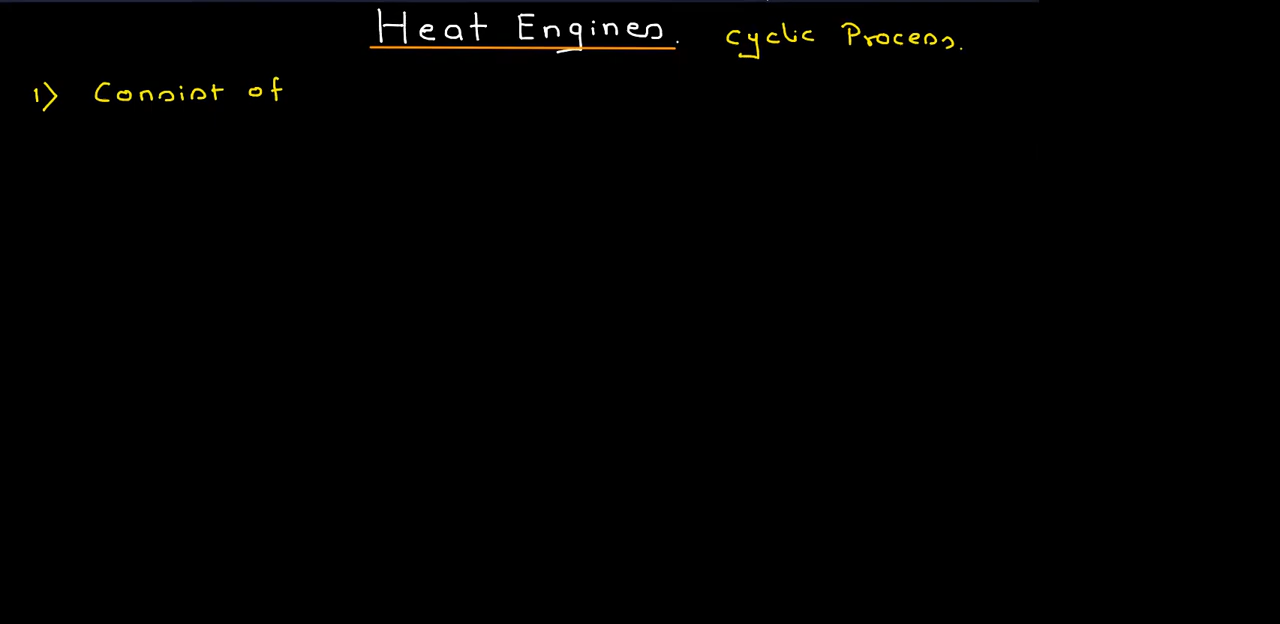 Heat Engines. Cyclic Process.
1) Consist of